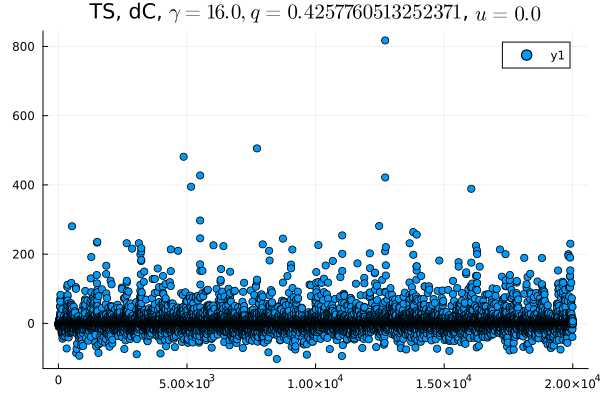 TS, dC, γ = 16.0, q = 0.4257760513252371, u = 0.0
y1
800
600
400
200
0
0 5.00×10³ 1.00×10⁴ 1.50×10⁴ 2.00×10⁴